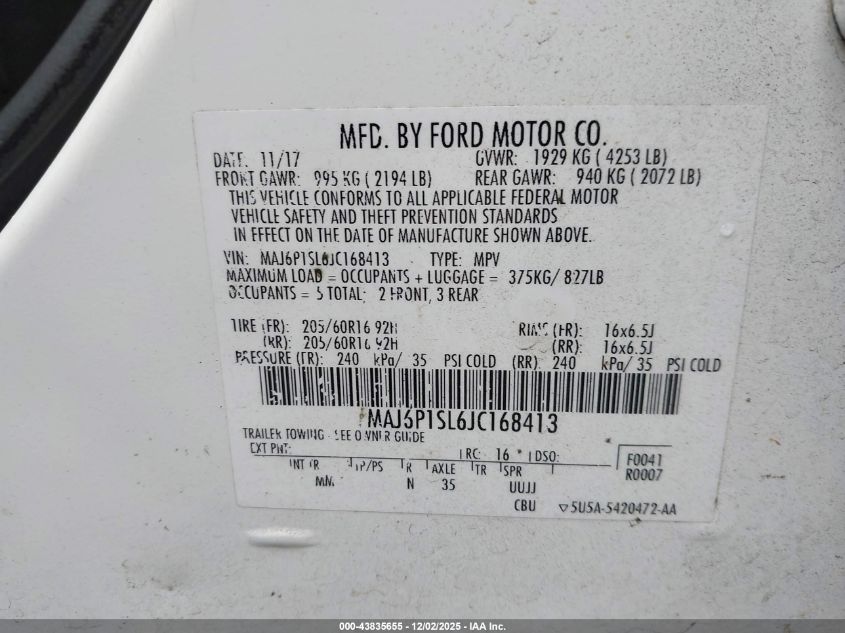 MFD. BY FORD MOTOR CO.
DATE: 11/17 GVWR: 1929 KG ( 4253 LB)
FRONT GAWR: 995 KG ( 2194 LB) REAR GAWR: 940 KG ( 2072 LB)
THIS VEHICLE CONFORMS TO ALL APPLICABLE FEDERAL MOTOR
VEHICLE SAFETY AND THEFT PREVENTION STANDARDS
IN EFFECT ON THE DATE OF MANUFACTURE SHOWN ABOVE.
VIN: MAJ6P1SL6JC168413 TYPE: MPV
MAXIMUM LOAD = OCCUPANTS + LUGGAGE = 375KG/ 827LB
OCCUPANTS = 5 TOTAL: 2 FRONT, 3 REAR
TIRE (FR): 205/60R16 92H RIMS (FR): 16x6.5J
(RR): 205/60R16 92H (RR): 16x6.5J
PRESSURE (FR): 240 kPa/ 35 PSI COLD (RR): 240 kPa/ 35 PSI COLD
MAJ6P1SL6JC168413
TRAILER TOWING - SEE OWNER GUIDE
EXT PNT: RC: 16 DSO: F0041
R0007
INT TR TP/PS R AXLE TR SPR
N 35 UUJJ
CBU 5U5A-5420472-AA
000-43835655 - 12/02/2025 - IAA Inc.